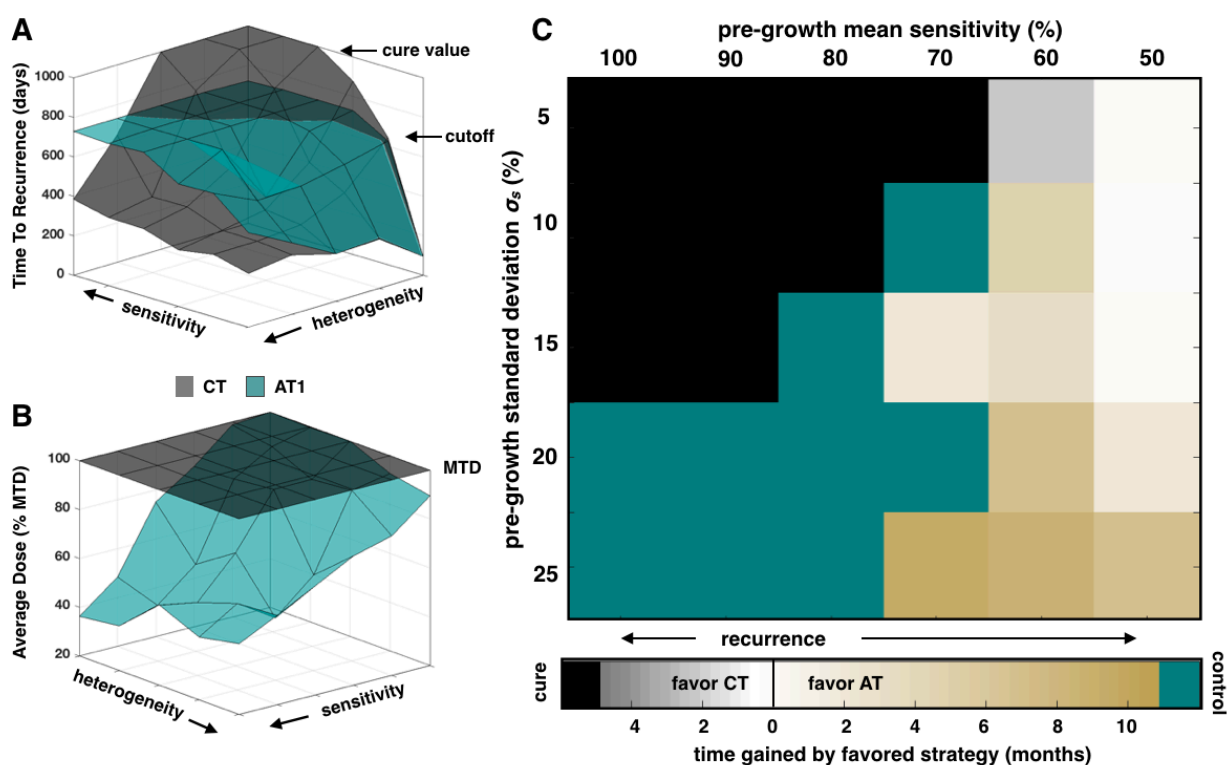 A
cure value
cutoff
Time To Recurrence (days)
1000
800
600
400
200
0
sensitivity
heterogeneity
CT
AT1
B
MTD
Average Dose (% MTD)
100
80
60
40
20
heterogeneity
sensitivity
C
pre-growth mean sensitivity (%)
100 90 80 70 60 50
pre-growth standard deviation σs (%)
5
10
15
20
25
recurrence
cure
favor CT
favor AT
control
4 2 0 2 4 6 8 10
time gained by favored strategy (months)